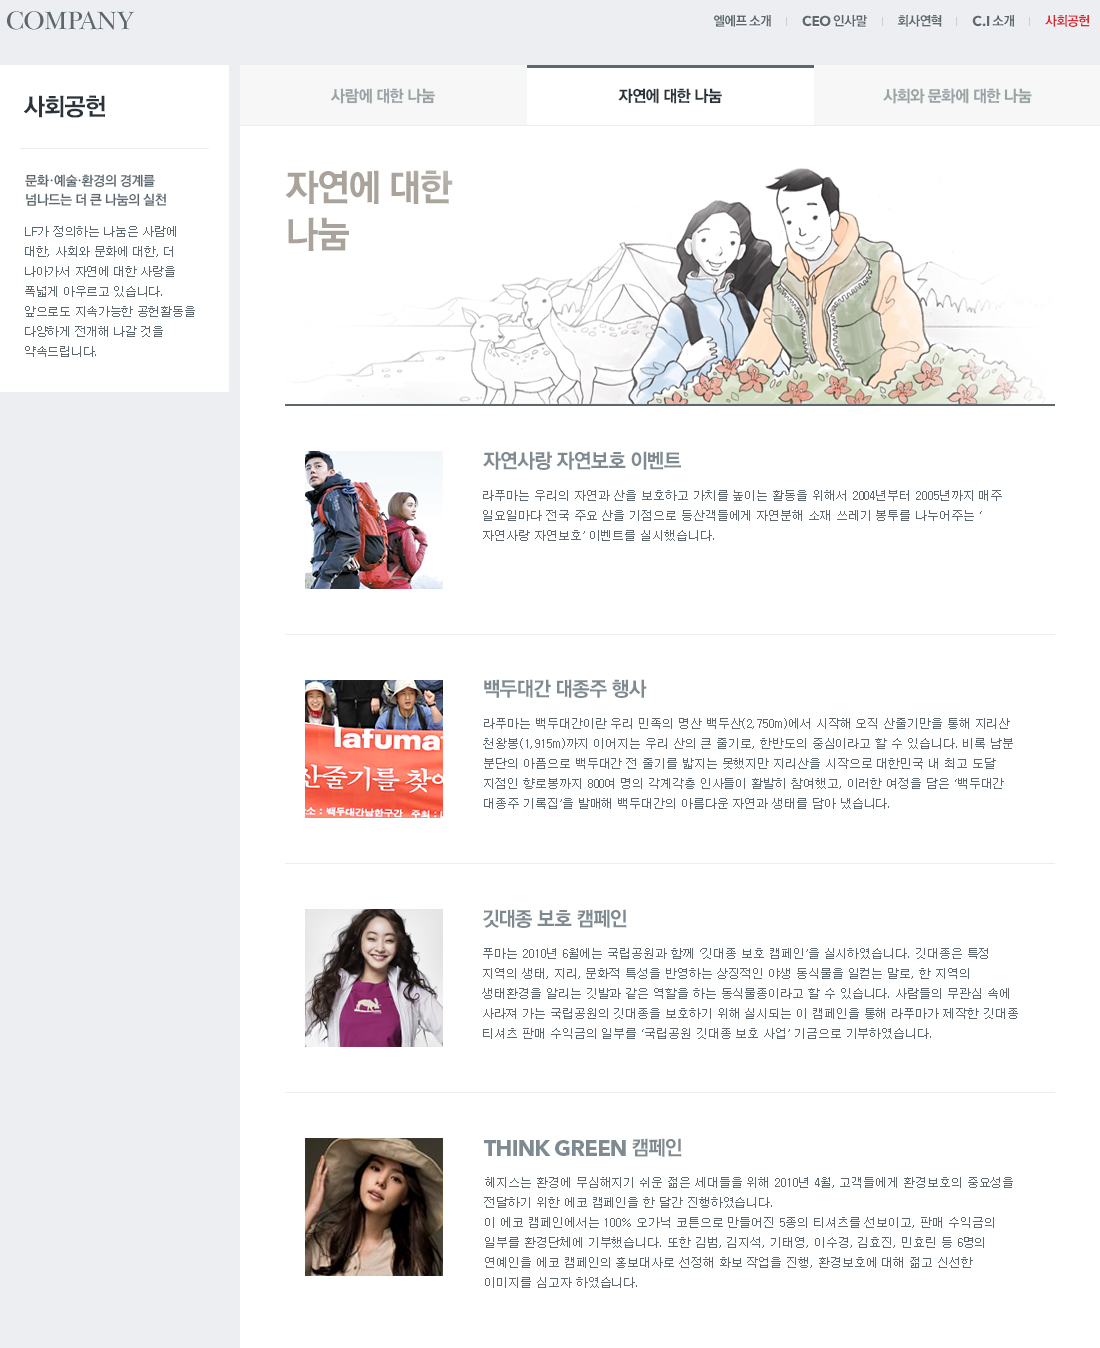 COMPANY
엘에프 소개
CEO 인사말
회사연혁
C.I 소개
사회공헌
사회공헌
문화·예술·환경의 경계를
넘나드는 더 큰 나눔의 실천
LF가 정의하는 나눔은 사람에
대한, 사회와 문화에 대한, 더
나아가서 자연에 대한 사랑을
폭넓게 아우르고 있습니다.
앞으로도 지속가능한 공헌활동을
다양하게 전개해 나갈 것을
약속드립니다.
사람에 대한 나눔
자연에 대한 나눔
사회와 문화에 대한 나눔
자연에 대한
나눔
자연사랑 자연보호 이벤트
라푸마는 우리의 자연과 산을 보호하고 가치를 높이는 활동을 위해서 2004년부터 2005년까지 매주
일요일마다 전국 주요 산을 기점으로 등산객들에게 자연분해 소재 쓰레기 봉투를 나누어주는 ‘
자연사랑 자연보호’ 이벤트를 실시했습니다.
lafuma
산줄기를 찾아
소 : 백두대간남한구간 주최 :
백두대간 대종주 행사
라푸마는 백두대간이란 우리 민족의 명산 백두산(2,750m)에서 시작해 오직 산줄기만을 통해 지리산
천왕봉(1,915m)까지 이어지는 우리 산의 큰 줄기로, 한반도의 중심이라고 할 수 있습니다. 비록 남분
분단의 아픔으로 백두대간 전 줄기를 밟지는 못했지만 지리산을 시작으로 대한민국 내 최고 도달
지점인 향로봉까지 800여 명의 각계각층 인사들이 활발히 참여했고, 이러한 여정을 담은 ‘백두대간
대종주 기록집’을 발매해 백두대간의 아름다운 자연과 생태를 담아 냈습니다.
깃대종 보호 캠페인
푸마는 2010년 6월에는 국립공원과 함께 ‘깃대종 보호 캠페인’을 실시하였습니다. 깃대종은 특정
지역의 생태, 지리, 문화적 특성을 반영하는 상징적인 야생 동식물을 일컫는 말로, 한 지역의
생태환경을 알리는 깃발과 같은 역할을 하는 동식물종이라고 할 수 있습니다. 사람들의 무관심 속에
사라져 가는 국립공원의 깃대종을 보호하기 위해 실시되는 이 캠페인을 통해 라푸마가 제작한 깃대종
티셔츠 판매 수익금의 일부를 ‘국립공원 깃대종 보호 사업’ 기금으로 기부하였습니다.
THINK GREEN 캠페인
헤지스는 환경에 무심해지기 쉬운 젊은 세대들을 위해 2010년 4월, 고객들에게 환경보호의 중요성을
전달하기 위한 에코 캠페인을 한 달간 진행하였습니다.
이 에코 캠페인에서는 100% 오가닉 코튼으로 만들어진 5종의 티셔츠를 선보이고, 판매 수익금의
일부를 환경단체에 기부했습니다. 또한 김범, 김지석, 기태영, 이수경, 김효진, 민효린 등 6명의
연예인을 에코 캠페인의 홍보대사로 선정해 화보 작업을 진행, 환경보호에 대해 젊고 신선한
이미지를 심고자 하였습니다.